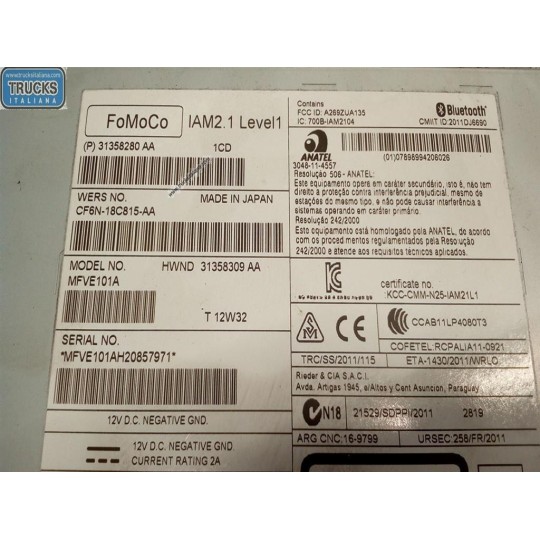 www.trucksitaliana.com
TRUCKS
ITALIANA
FoMoCo IAM2.1 Level1
(P) 31358280 AA 1CD
WERS NO. MADE IN JAPAN
CF6N-18C815-AA
MODEL NO. HWND 31358309 AA
MFVE101A
T 12W32
SERIAL NO.
*MFVE101AH20857971*
12V D.C. NEGATIVE GND.
12V D.C. NEGATIVE GND.
CURRENT RATING 2A
Contains
FCC ID: A269ZUA135
IC: 700B-IAM2104
Bluetooth
CMIIT ID:2011DJ6690
ANATEL
3048-11-4557
(01)07898994206026
Resolução 506 - ANATEL:
Este equipamento opera em caráter secundário, isto é, não tem
direito a proteção contra interferência prejudicial, mesmo de
estações do mesmo tipo, e não pode causar interferência a
sistemas operando em caráter primário.
Resolução 242/2000
Este equipamento está homologado pela ANATEL, do acordo
com os procedimentos regulamentados pela Resolução
242/2000 e atende aos requisitos técnicos aplicados.
certificate no.
:KCC-CMM-N25-IAM21L1
CCAB11LP4080T3
COFETEL:RCPALIA11-0921
TRC/SS/2011/115 ETA-1430/2011/WRLO
Rieder & CIA S.A.C.I.
Avda. Artigas 1945, e/Altos y Cent Asuncion, Paraguay
N18 21529/SDPPI/2011 2819
ARG CNC:16-9799 URSEC:258/FR/2011